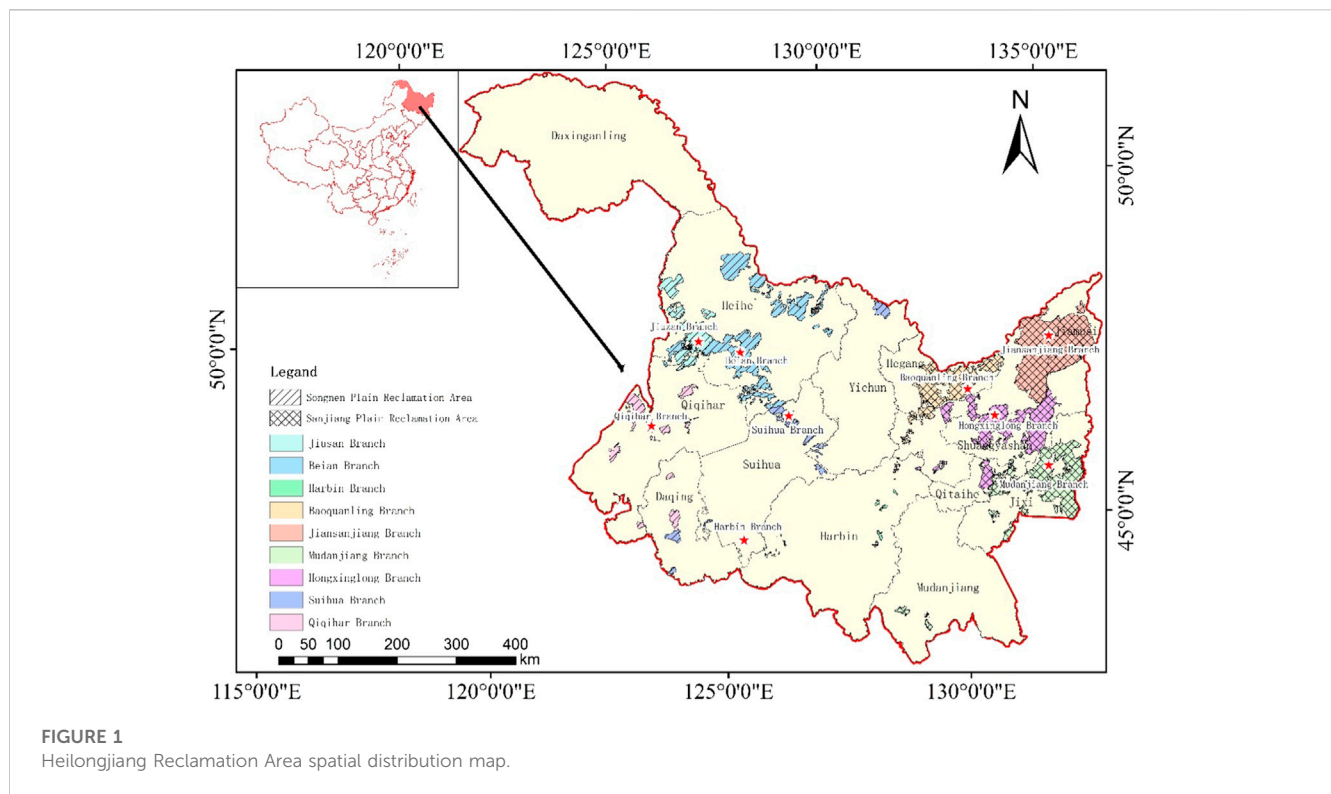 120°0'0"E 125°0'0"E 130°0'0"E 135°0'0"E
N
Daxinganling
50°0'0"N
Heihe
Jiusan Branch
Beian Branch
Jiamusi
Jiansanjiang Branch
Hegang
Baoquanling Branch
Yichun
50°0'0"N
Qiqihar
Qiqihar Branch
Suihua Branch
Hongxinglong Branch
Shuangyashan
Suihua
Mudanjiang Branch
Qitaihe
Jixi
Daqing
45°0'0"N
Harbin Branch
Harbin
Mudanjiang
Legand
Songnen Plain Reclamation Area
Sanjiang Plain Reclamation Area
Jiusan Branch
Beian Branch
Harbin Branch
Baoquanling Branch
Jiansanjiang Branch
Mudanjiang Branch
Hongxinglong Branch
Suihua Branch
Qiqihar Branch
0 50 100 200 300 400
km
115°0'0"E 120°0'0"E 125°0'0"E 130°0'0"E
FIGURE 1
Heilongjiang Reclamation Area spatial distribution map.